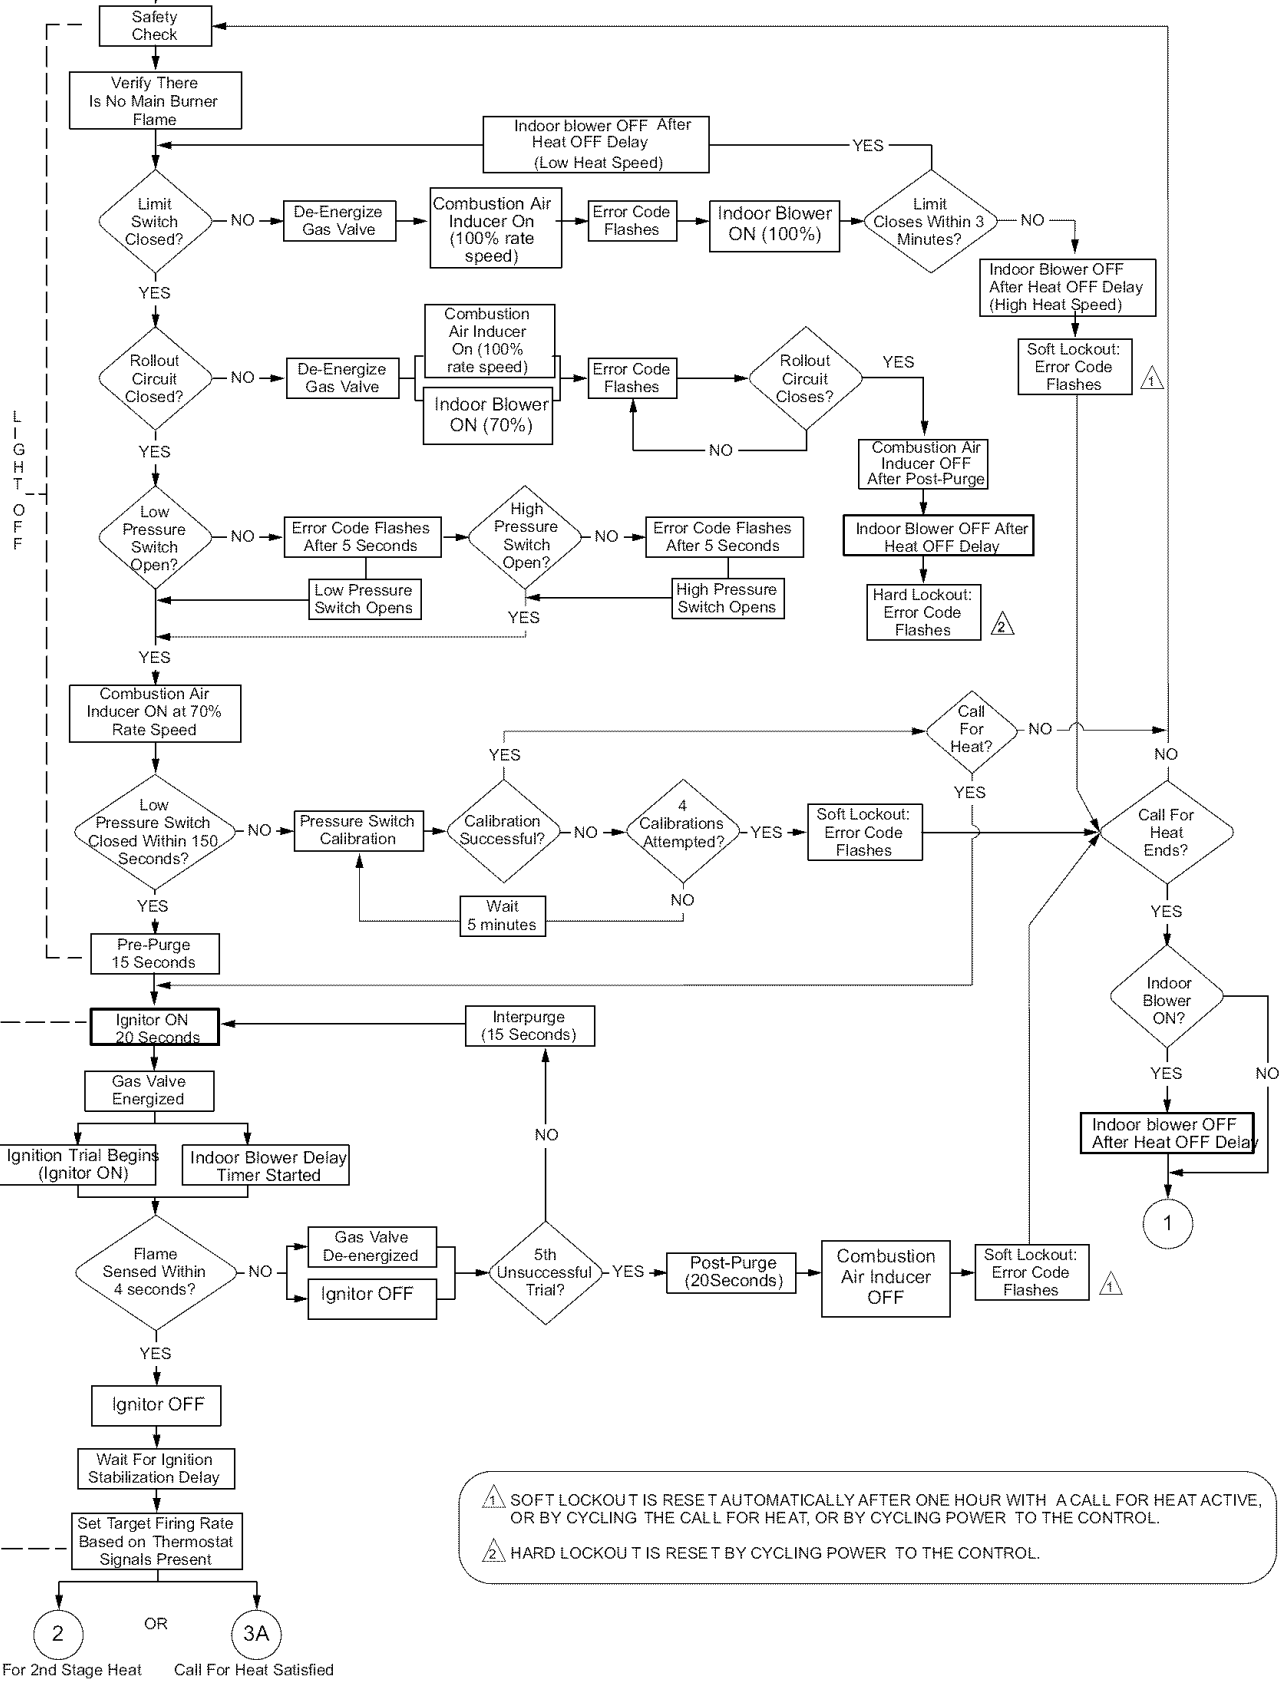 Safety
Check
Verify There
Is No Main Burner
Flame
Indoor blower OFF After
Heat OFF Delay
(Low Heat Speed)
YES
Limit
Switch
Closed?
NO
De-Energize
Gas Valve
Combustion Air
Inducer On
(100% rate
speed)
Error Code
Flashes
Indoor Blower
ON (100%)
Limit
Closes Within 3
Minutes?
NO
Indoor Blower OFF
After Heat OFF Delay
(High Heat Speed)
YES
Soft Lockout:
Error Code
Flashes
1
Rollout
Circuit
Closed?
NO
De-Energize
Gas Valve
Combustion
Air Inducer
On (100%
rate speed)
Indoor Blower
ON (70%)
Error Code
Flashes
Rollout
Circuit
Closes?
YES
NO
Combustion Air
Inducer OFF
After Post-Purge
Indoor Blower OFF After
Heat OFF Delay
Hard Lockout:
Error Code
Flashes
2
LIGHT OFF
YES
Low
Pressure
Switch
Open?
NO
Error Code Flashes
After 5 Seconds
Low Pressure
Switch Opens
High
Pressure
Switch
Open?
NO
Error Code Flashes
After 5 Seconds
High Pressure
Switch Opens
YES
YES
Combustion Air
Inducer ON at 70%
Rate Speed
Low
Pressure Switch
Closed Within 150
Seconds?
NO
Pressure Switch
Calibration
Calibration
Successful?
YES
NO
4
Calibrations
Attempted?
YES
NO
Wait
5 minutes
Soft Lockout:
Error Code
Flashes
Call
For
Heat?
NO
YES
NO
Call For
Heat
Ends?
YES
Indoor
Blower
ON?
YES
NO
Indoor blower OFF
After Heat OFF Delay
1
YES
Pre-Purge
15 Seconds
Ignitor ON
20 Seconds
Interpurge
(15 Seconds)
Gas Valve
Energized
Ignition Trial Begins
(Ignitor ON)
Indoor Blower Delay
Timer Started
NO
Flame
Sensed Within
4 seconds?
NO
Gas Valve
De-energized
Ignitor OFF
5th
Unsuccessful
Trial?
YES
Post-Purge
(20Seconds)
Combustion
Air Inducer
OFF
Soft Lockout:
Error Code
Flashes
1
YES
Ignitor OFF
Wait For Ignition
Stabilization Delay
Set Target Firing Rate
Based on Thermostat
Signals Present
2
OR
3A
For 2nd Stage Heat
Call For Heat Satisfied
1 SOFT LOCKOUT IS RESET AUTOMATICALLY AFTER ONE HOUR WITH A CALL FOR HEAT ACTIVE,
OR BY CYCLING THE CALL FOR HEAT, OR BY CYCLING POWER TO THE CONTROL.
2 HARD LOCKOUT IS RESET BY CYCLING POWER TO THE CONTROL.